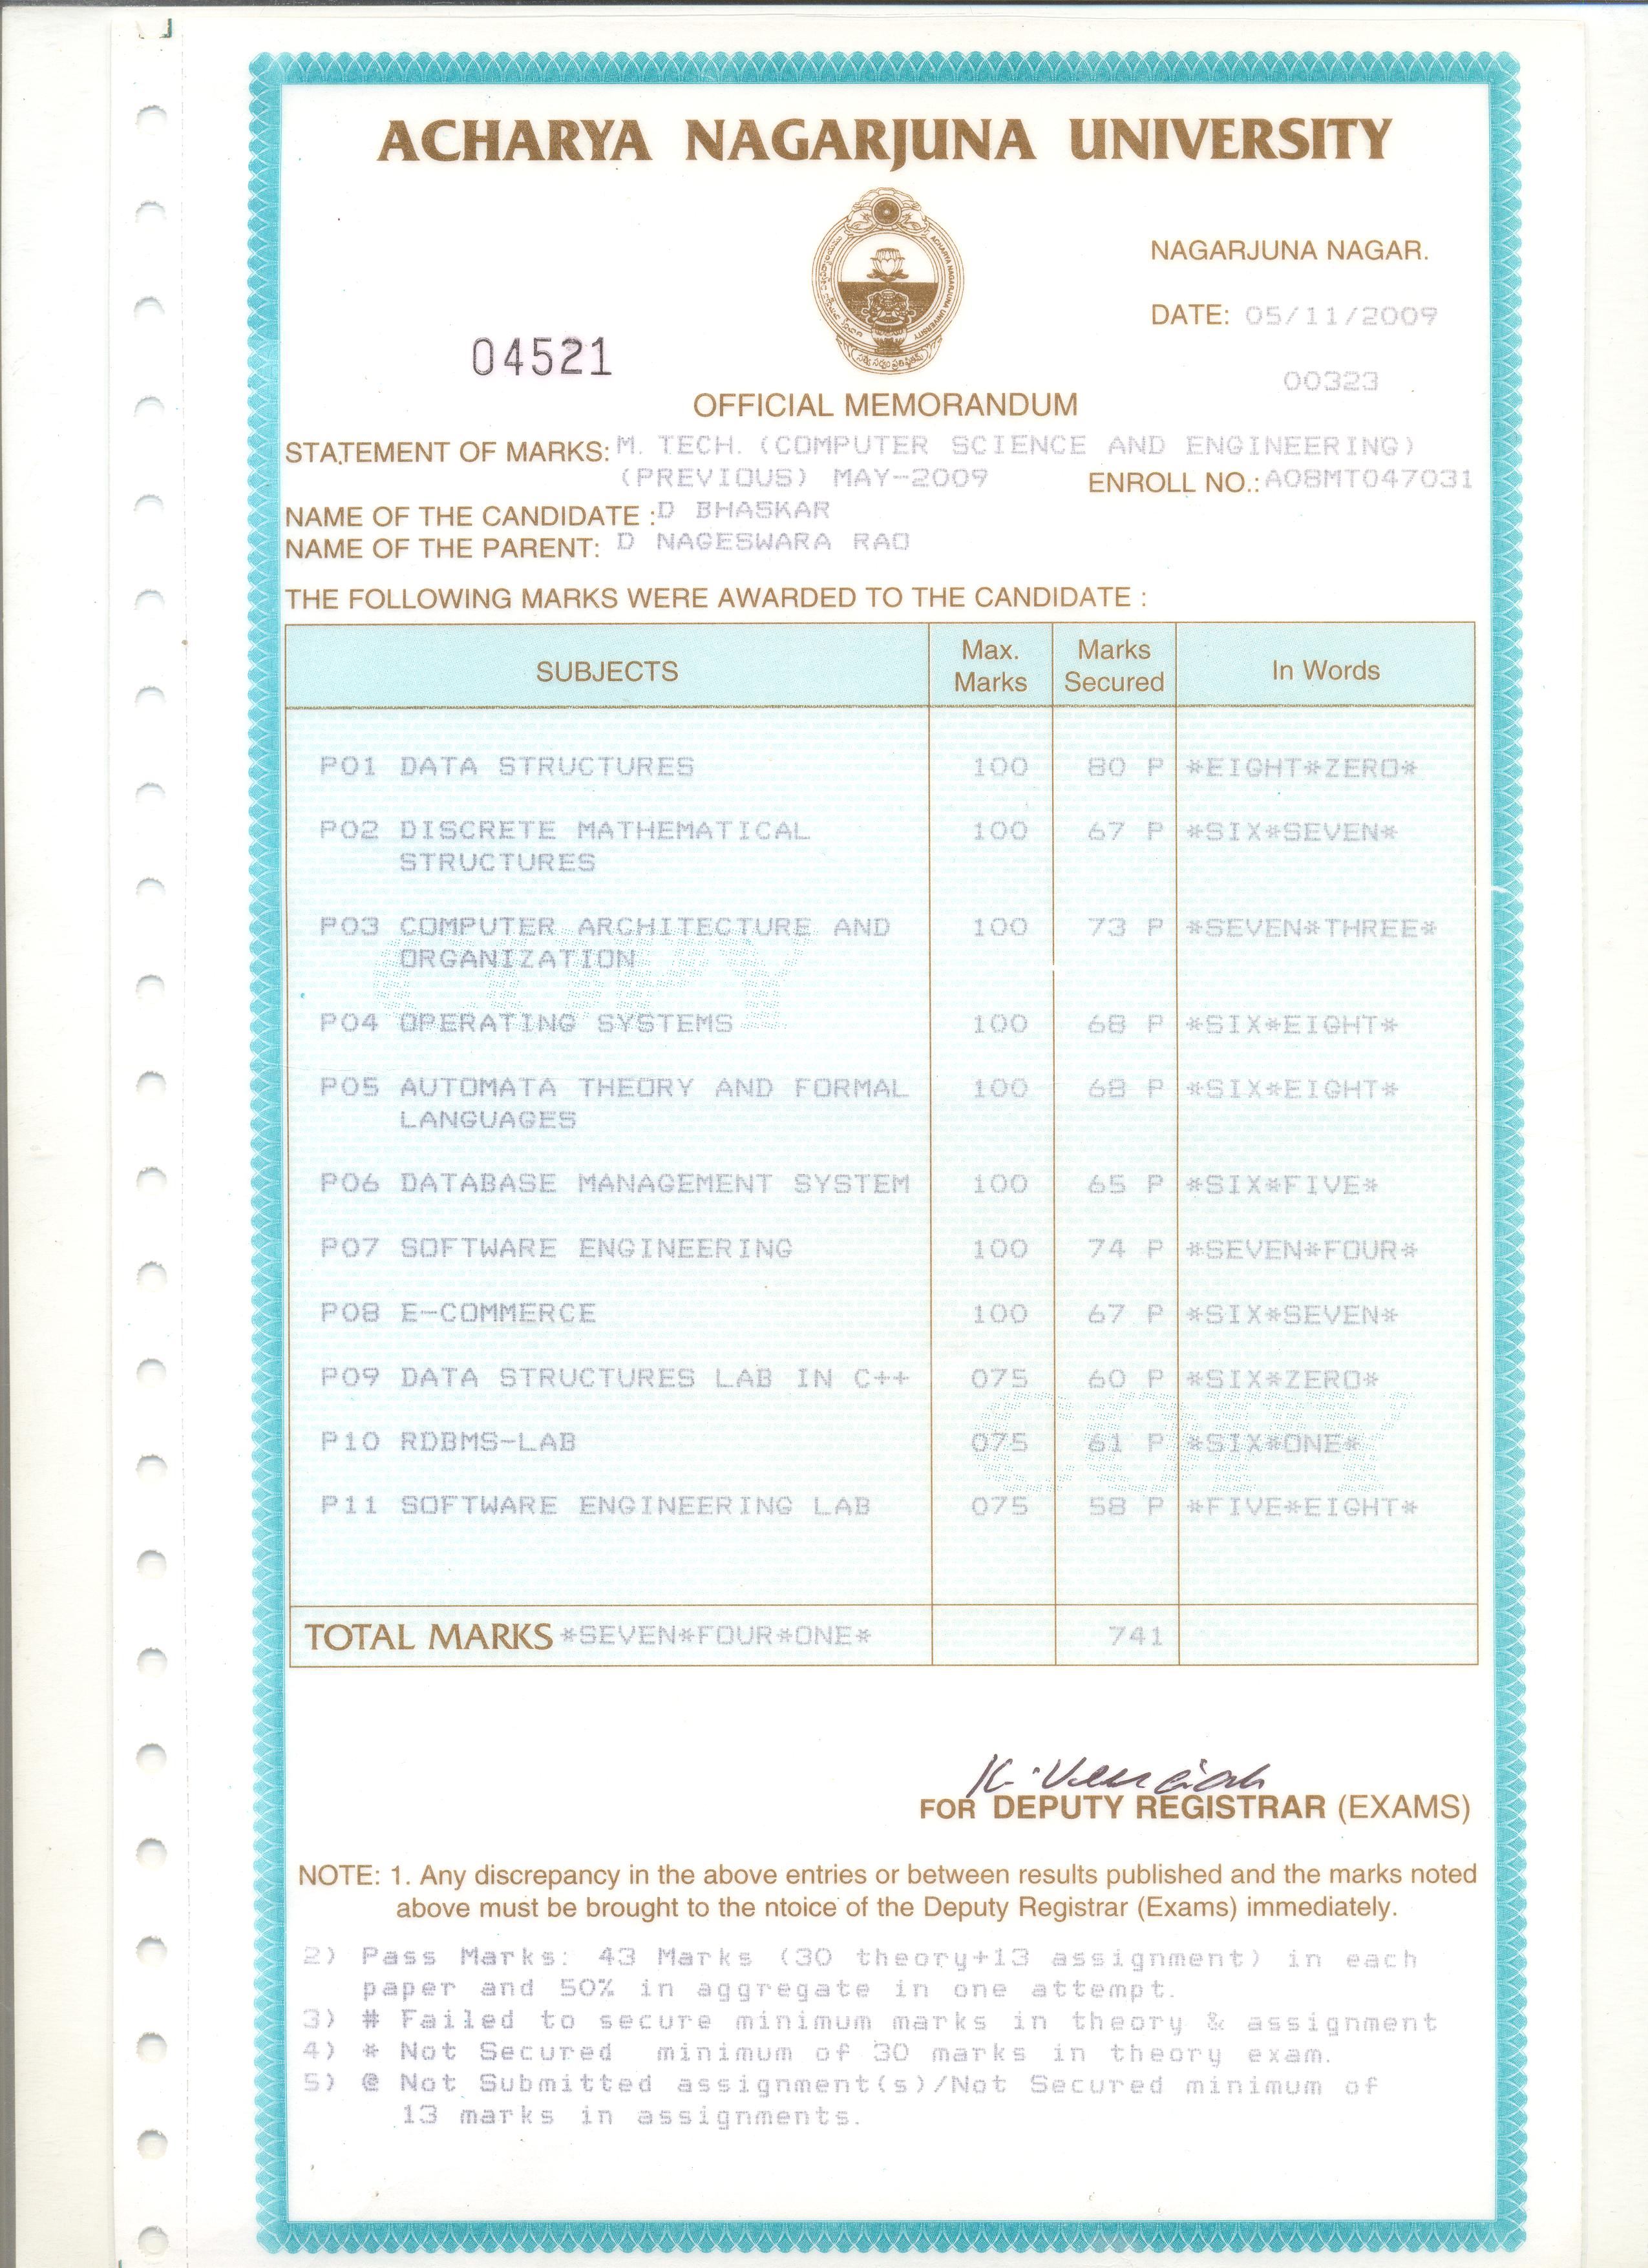 ACHARYA NAGARJUNA UNIVERSITY
NAGARJUNA NAGAR.
DATE: 05/11/2009
04521
00323
OFFICIAL MEMORANDUM
STATEMENT OF MARKS: M. TECH. (COMPUTER SCIENCE AND ENGINEERING)
(PREVIOUS) MAY-2009 ENROLL NO.: A08MT047031
NAME OF THE CANDIDATE : D BHASKAR
NAME OF THE PARENT: D NAGESWARA RAO
THE FOLLOWING MARKS WERE AWARDED TO THE CANDIDATE :
SUBJECTS Max. Marks Marks Secured In Words
P01 DATA STRUCTURES 100 80 P *EIGHT*ZERO*
P02 DISCRETE MATHEMATICAL 100 67 P *SIX*SEVEN*
STRUCTURES
P03 COMPUTER ARCHITECTURE AND 100 73 P *SEVEN*THREE*
ORGANIZATION
COPY
P04 OPERATING SYSTEMS 100 68 P *SIX*EIGHT*
P05 AUTOMATA THEORY AND FORMAL 100 68 P *SIX*EIGHT*
LANGUAGES
P06 DATABASE MANAGEMENT SYSTEM 100 65 P *SIX*FIVE*
P07 SOFTWARE ENGINEERING 100 74 P *SEVEN*FOUR*
P08 E-COMMERCE 100 67 P *SIX*SEVEN*
P09 DATA STRUCTURES LAB IN C++ 075 60 P *SIX*ZERO*
COPY
P10 RDBMS-LAB 075 61 P *SIX*ONE*
P11 SOFTWARE ENGINEERING LAB 075 58 P *FIVE*EIGHT*
TOTAL MARKS *SEVEN*FOUR*ONE* 741
FOR DEPUTY REGISTRAR (EXAMS)
NOTE: 1. Any discrepancy in the above entries or between results published and the marks noted
above must be brought to the ntoice of the Deputy Registrar (Exams) immediately.
2) Pass Marks: 43 Marks (30 theory+13 assignment) in each
paper and 50% in aggregate in one attempt.
3) # Failed to secure minimum marks in theory & assignment
4) * Not Secured minimum of 30 marks in theory exam.
5) @ Not Submitted assignment(s)/Not Secured minimum of
13 marks in assignments.